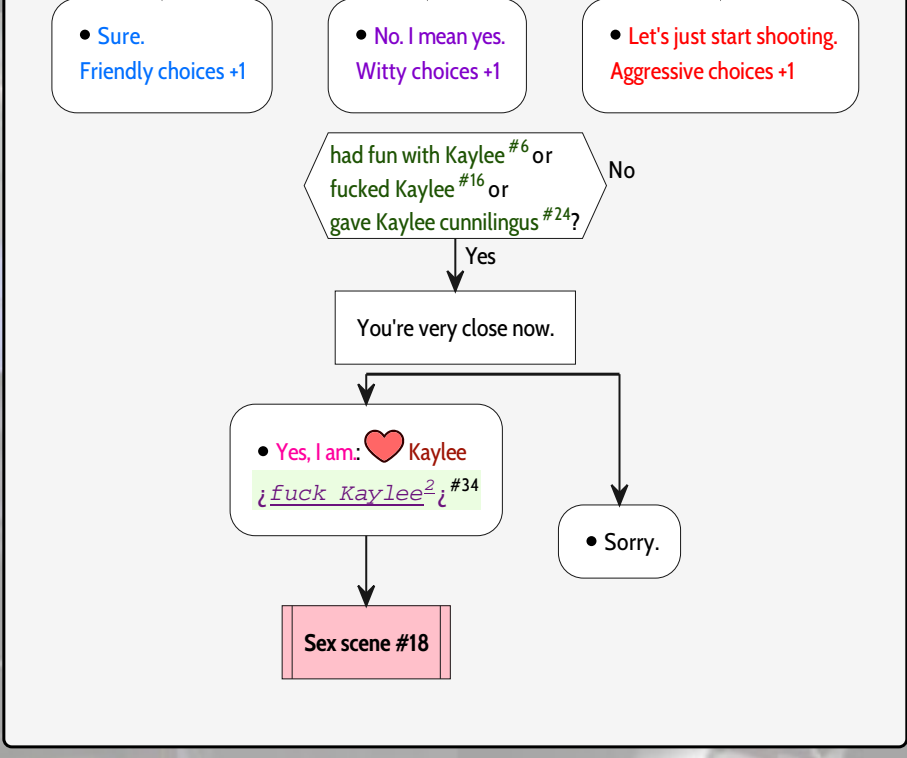 ● Sure.
Friendly choices +1
● No. I mean yes.
Witty choices +1
● Let's just start shooting.
Aggressive choices +1
had fun with Kaylee #6 or
fucked Kaylee #16 or
gave Kaylee cunnilingus #24?
No
Yes
You're very close now.
● Yes, I am.: ❤ Kaylee
¿fuck Kaylee2¿ #34
● Sorry.
Sex scene #18